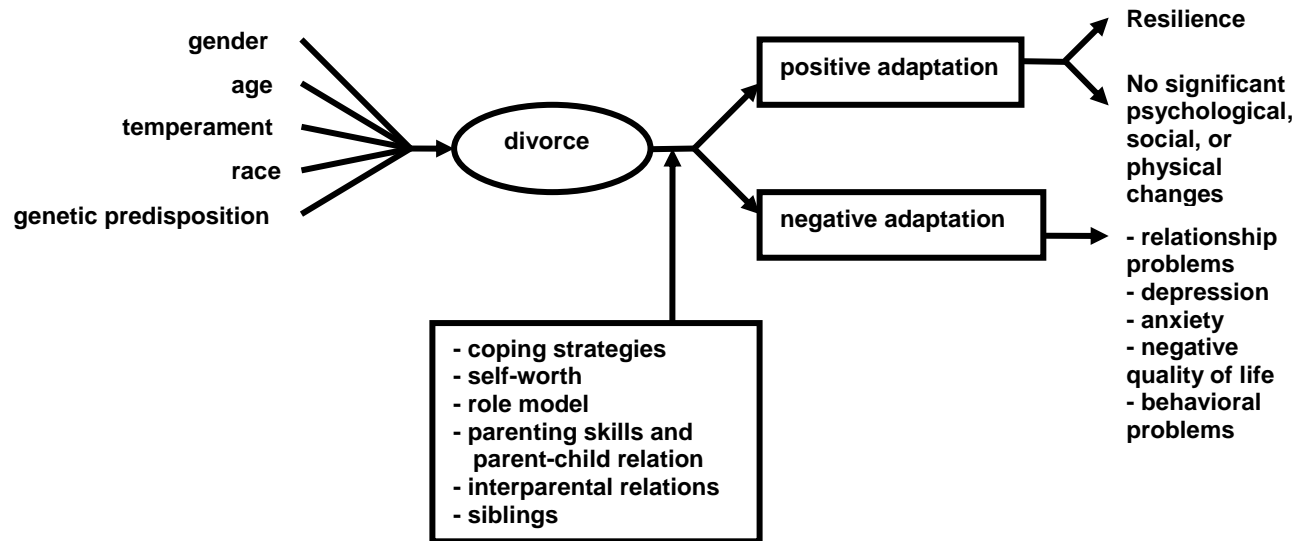 gender
age
temperament
race
genetic predisposition
divorce
positive adaptation
negative adaptation
Resilience
No significant
psychological,
social, or
physical
changes
- relationship
problems
- depression
- anxiety
- negative
quality of life
- behavioral
problems
- coping strategies
- self-worth
- role model
- parenting skills and
parent-child relation
- interparental relations
- siblings